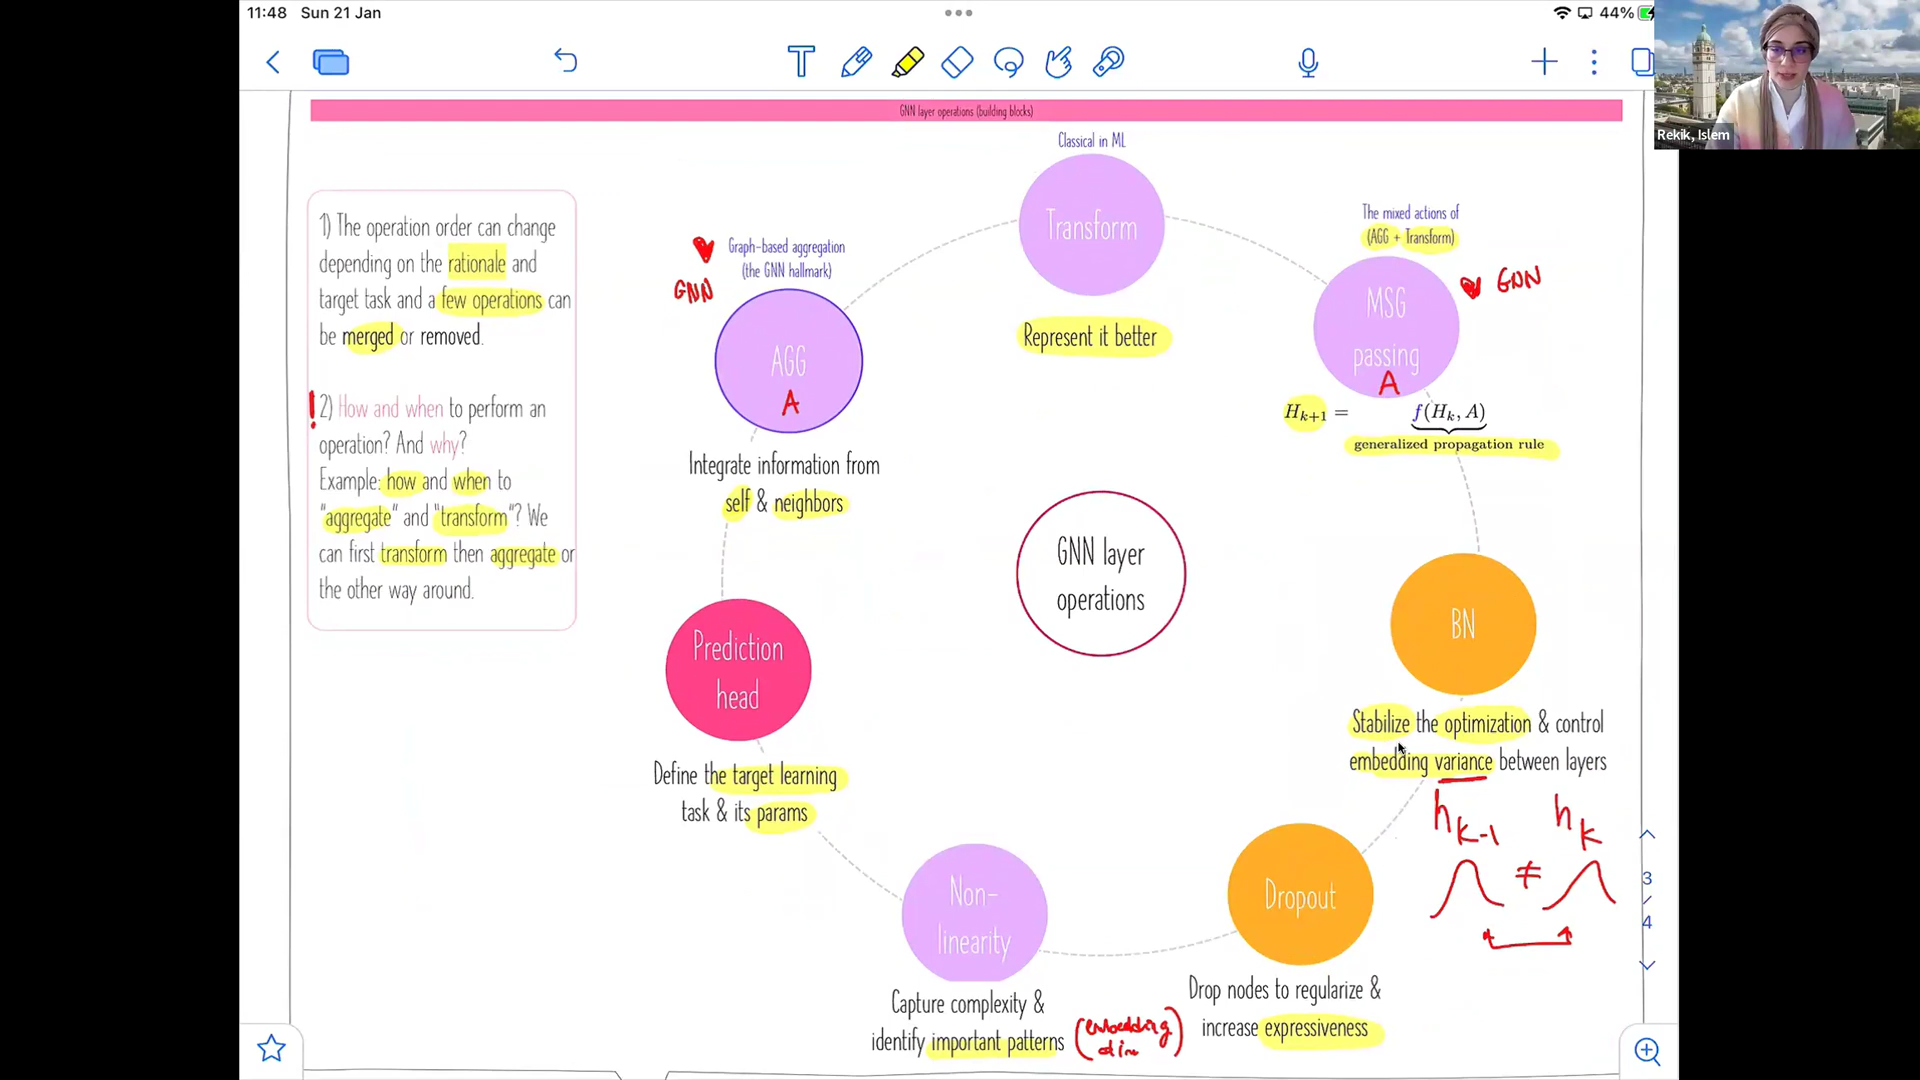 11:48 Sun 21 Jan
44%
Rekik, Islem
GNN layer operations (building blocks)
1) The operation order can change
depending on the rationale and
target task and a few operations can
be merged or removed.
! 2) How and when to perform an
operation? And why?
Example: how and when to
"aggregate" and "transform"? We
can first transform then aggregate or
the other way around.
Classical in ML
Transform
Represent it better
The mixed actions of
(AGG + Transform)
MSG
passing
A
GNN
H_{k+1} = f(H_k, A)
generalized propagation rule
BN
Stabilize the optimization & control
embedding variance between layers
h_{k-1} h_k
≠
Dropout
Drop nodes to regularize &
increase expressiveness
Non-
linearity
Capture complexity &
identify important patterns
(embedding
dim)
Prediction
head
Define the target learning
task & its params
Graph-based aggregation
(the GNN hallmark)
GNN
AGG
A
Integrate information from
self & neighbors
GNN layer
operations
3
/
4